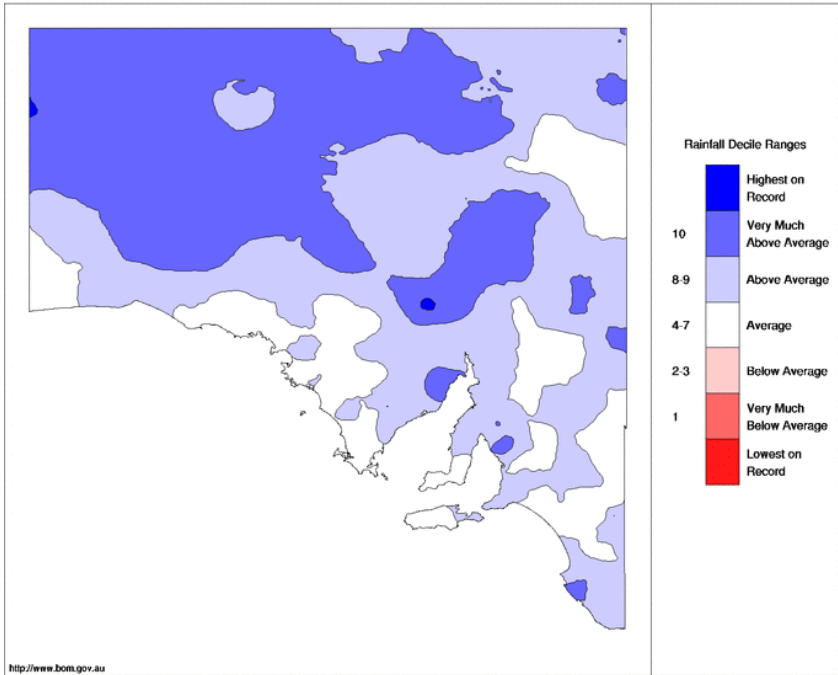 Rainfall Decile Ranges
Highest on
Record
10
Very Much
Above Average
8-9
Above Average
4-7
Average
2-3
Below Average
1
Very Much
Below Average
Lowest on
Record
http://www.bom.gov.au